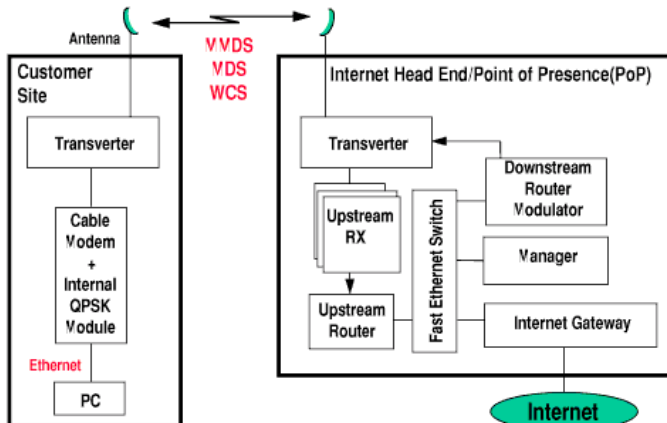 Antenna
MVDS
MDS
WCS
Customer
Site
Transverter
Cable
Modem
+
Internal
QPSK
Module
Ethernet
PC
Internet Head End/Point of Presence(PoP)
Transverter
Upstream
RX
Upstream
Router
Fast Ethernet Switch
Downstream
Router
Modulator
Manager
Internet Gateway
Internet